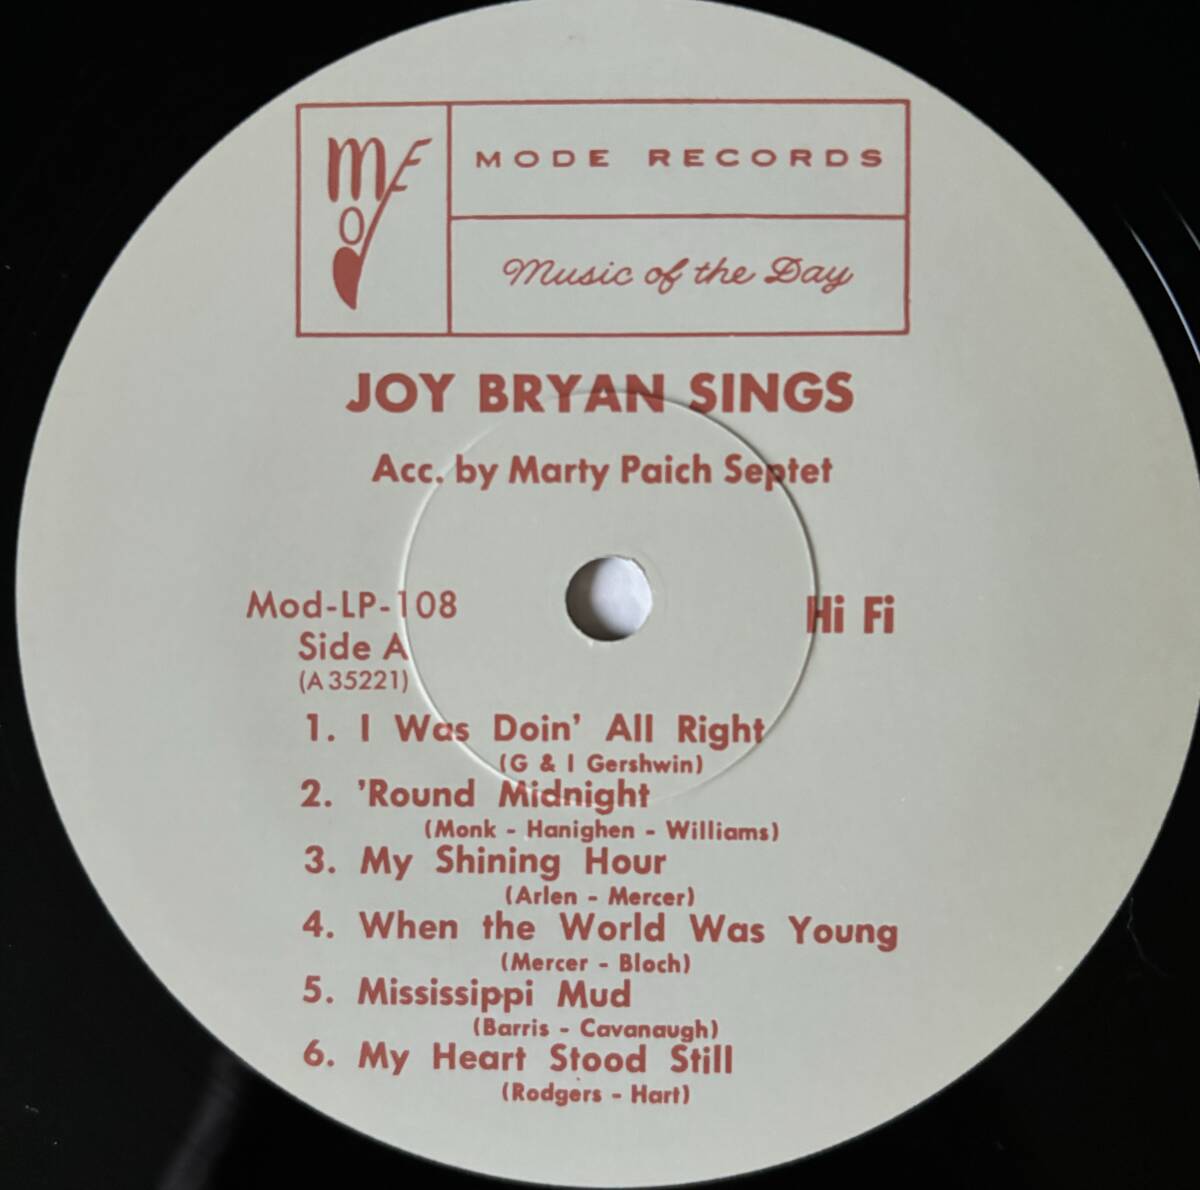 MODE
MODE RECORDS
Music of the Day
JOY BRYAN SINGS
Acc. by Marty Paich Septet
Mod-LP-108
Hi Fi
Side A
(A 35221)
1. I Was Doin' All Right
(G & I Gershwin)
2. 'Round Midnight
(Monk - Hanighen - Williams)
3. My Shining Hour
(Arlen - Mercer)
4. When the World Was Young
(Mercer - Bloch)
5. Mississippi Mud
(Barris - Cavanaugh)
6. My Heart Stood Still
(Rodgers - Hart)